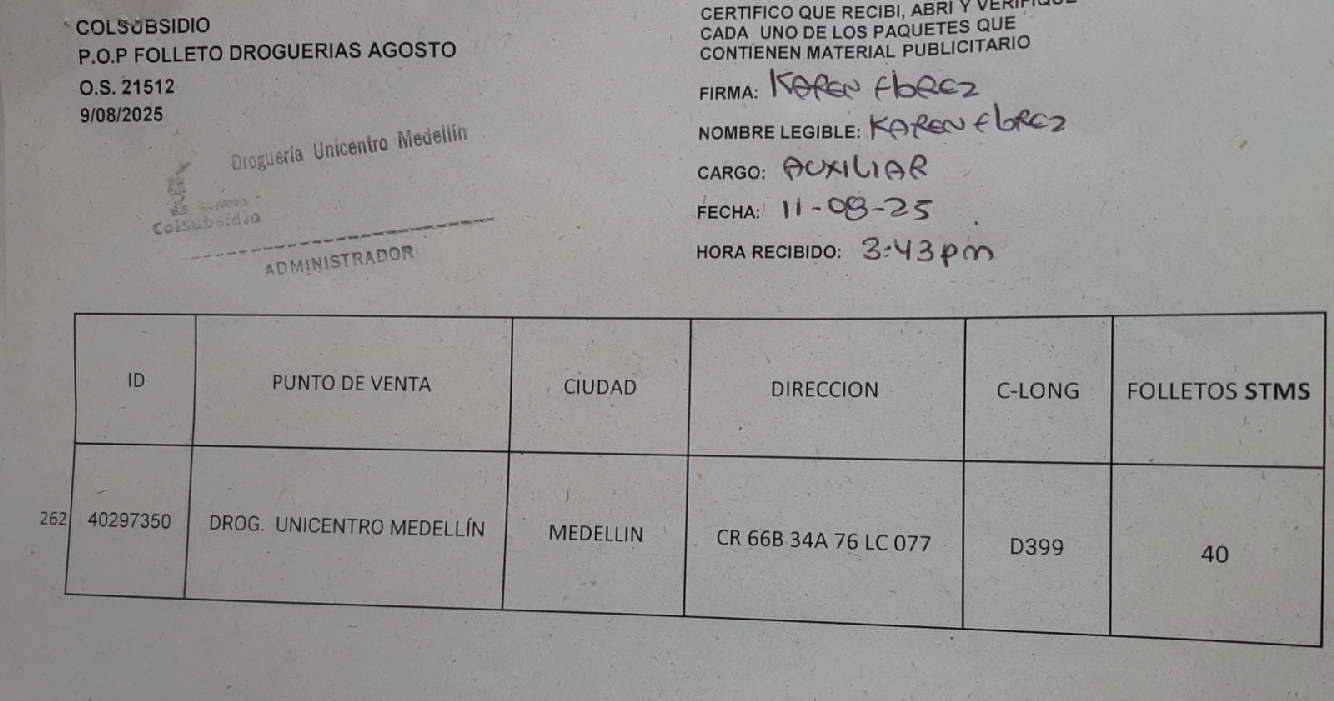 COLSUBSIDIO
P.O.P FOLLETO DROGUERIAS AGOSTO
O.S. 21512
9/08/2025
Droguería Unicentro Medellín
Colsubsidio
ADMINISTRADOR
CERTIFICO QUE RECIBI, ABRI Y VERIFIQUE
CADA UNO DE LOS PAQUETES QUE
CONTIENEN MATERIAL PUBLICITARIO
FIRMA: KAREN FLOREZ
NOMBRE LEGIBLE: KAREN FLOREZ
CARGO: AUXILIAR
FECHA: 11-08-25
HORA RECIBIDO: 3:43pm
ID PUNTO DE VENTA CIUDAD DIRECCION C-LONG FOLLETOS STMS
262 40297350 DROG. UNICENTRO MEDELLÍN MEDELLIN CR 66B 34A 76 LC 077 D399 40